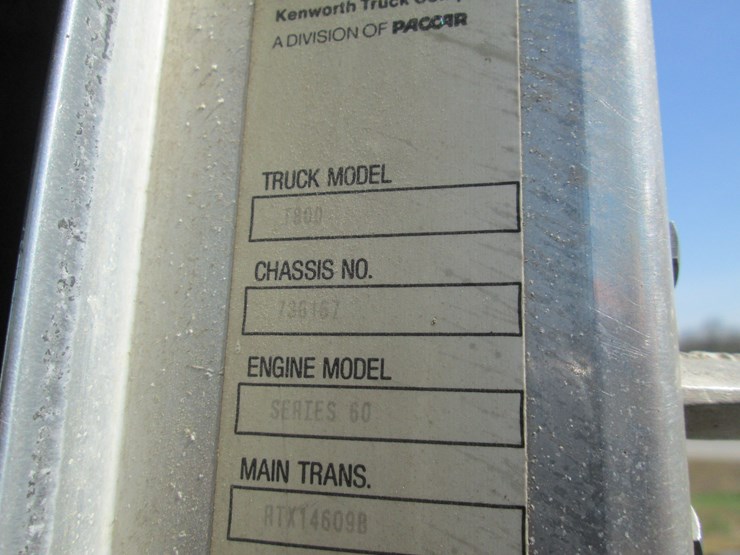 Kenworth Truck
A DIVISION OF PACCAR
TRUCK MODEL
T800
CHASSIS NO.
736167
ENGINE MODEL
SERIES 60
MAIN TRANS.
RTX14609B